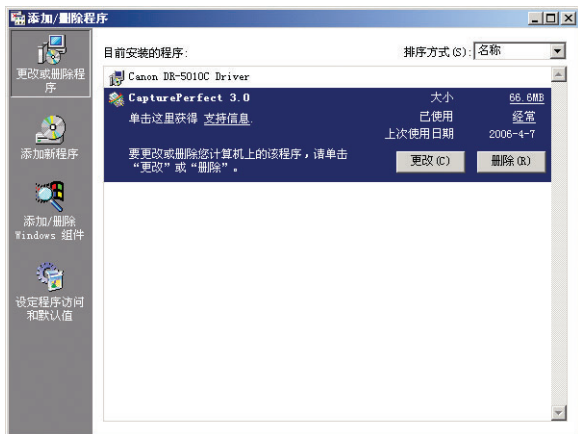 添加/删除程序
更改或删除程
序
添加新程序
添加/删除
Windows 组件
设定程序访问
和默认值
目前安装的程序:
排序方式(S):
名称
Canon DR-5010C Driver
CapturePerfect 3.0
大小
66.6MB
单击这里获得 支持信息.
已使用
经常
上次使用日期
2006-4-7
要更改或删除您计算机上的该程序，请单击
“更改”或“删除”。
更改(C)
删除(R)